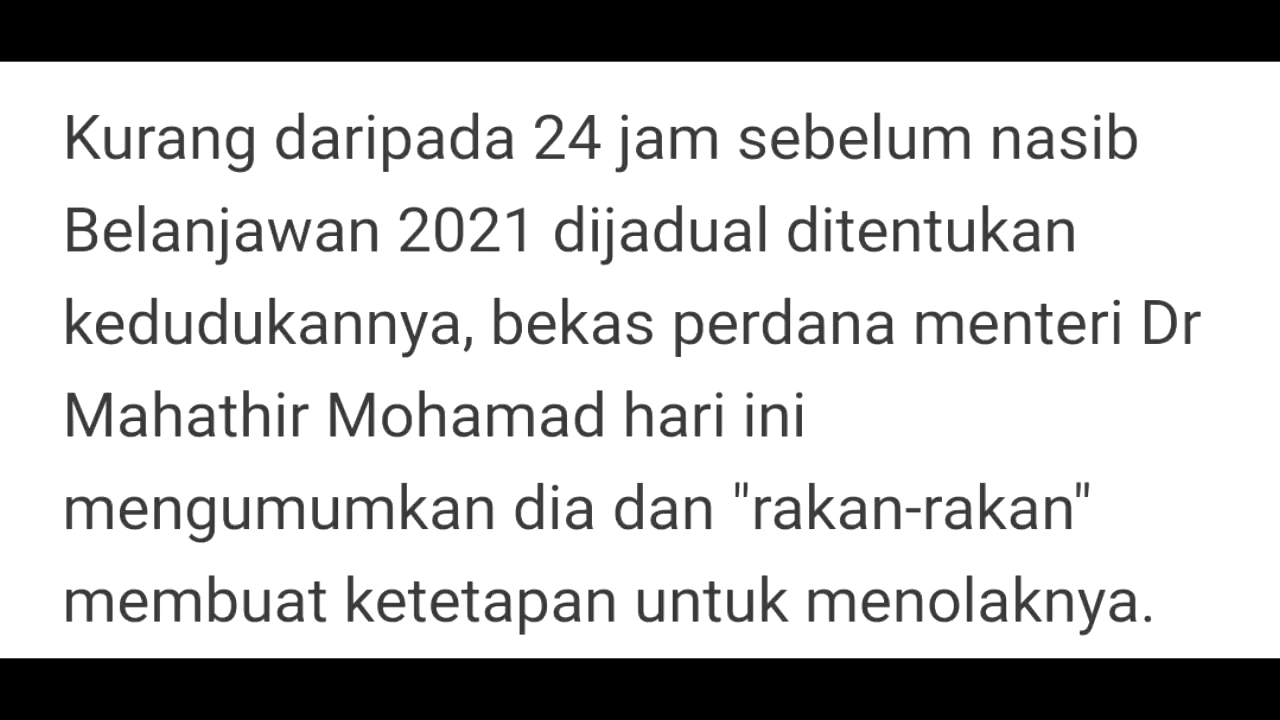 Kurang daripada 24 jam sebelum nasib
Belanjawan 2021 dijadual ditentukan
kedudukannya, bekas perdana menteri Dr
Mahathir Mohamad hari ini
mengumumkan dia dan "rakan-rakan"
membuat ketetapan untuk menolaknya.